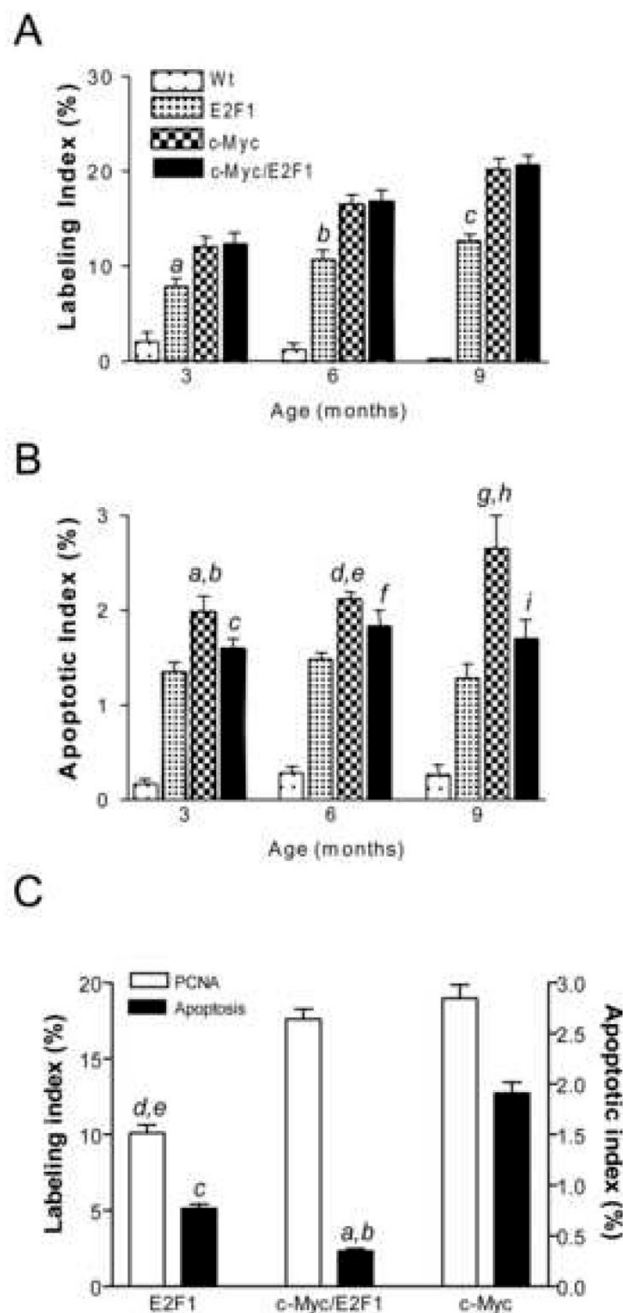 A
Labeling Index (%)
30
20
10
0
Wt
E2F1
c-Myc
c-Myc/E2F1
a
b
c
3
6
9
Age (months)
B
Apoptotic Index (%)
3
2
1
0
a,b
c
d,e
f
g,h
i
3
6
9
Age (months)
C
Labeling index (%)
20
15
10
5
0
PCNA
Apoptosis
d,e
c
a,b
3.0
2.5
2.0
1.5
1.0
0.5
0.0
Apoptotic index (%)
E2F1
c-Myc/E2F1
c-Myc